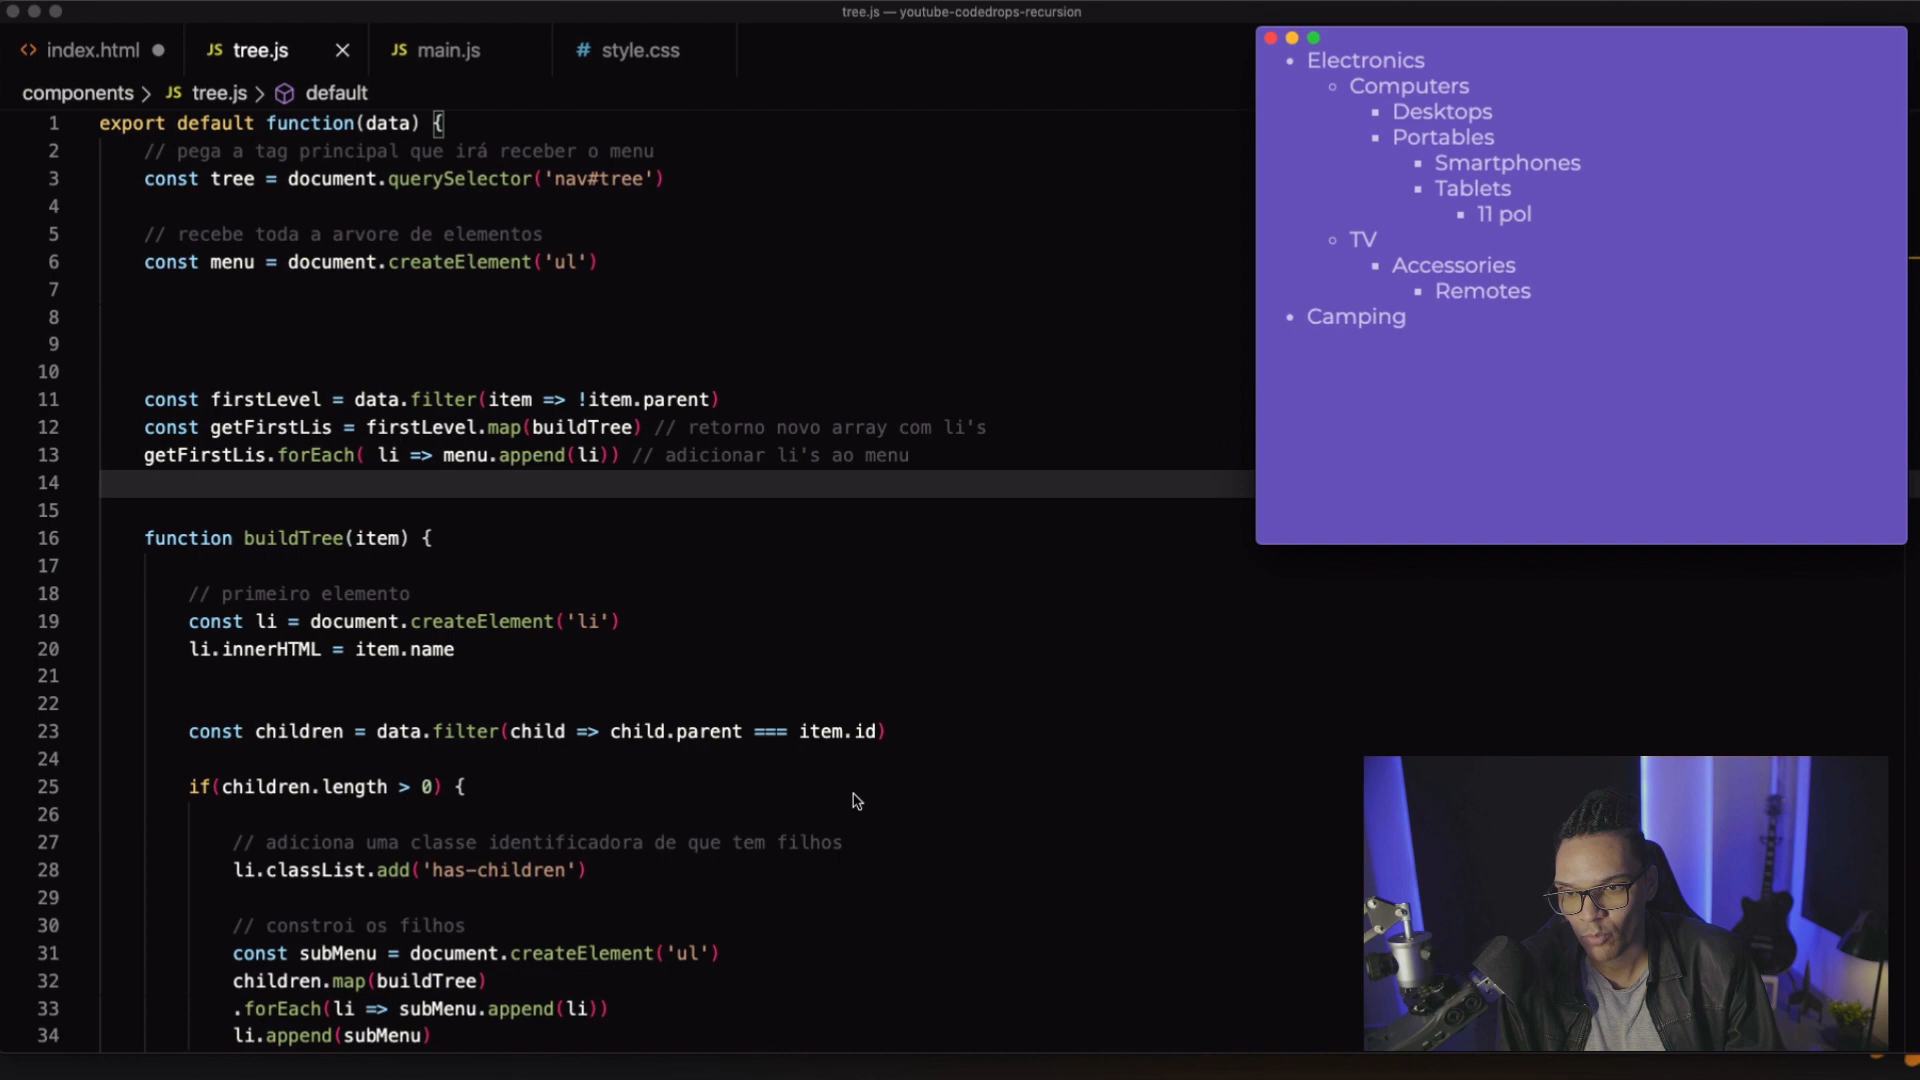 tree.js — youtube-codedrops-recursion
index.html
JS tree.js
JS main.js
# style.css
components > JS tree.js > default
1 export default function(data) {
2 // pega a tag principal que irá receber o menu
3 const tree = document.querySelector('nav#tree')
4
5 // recebe toda a arvore de elementos
6 const menu = document.createElement('ul')
7
8
9
10
11 const firstLevel = data.filter(item => !item.parent)
12 const getFirstLis = firstLevel.map(buildTree) // retorno novo array com li's
13 getFirstLis.forEach( li => menu.append(li)) // adicionar li's ao menu
14
15
16 function buildTree(item) {
17
18 // primeiro elemento
19 const li = document.createElement('li')
20 li.innerHTML = item.name
21
22
23 const children = data.filter(child => child.parent === item.id)
24
25 if(children.length > 0) {
26
27 // adiciona uma classe identificadora de que tem filhos
28 li.classList.add('has-children')
29
30 // constroi os filhos
31 const subMenu = document.createElement('ul')
32 children.map(buildTree)
33 .forEach(li => subMenu.append(li))
34 li.append(subMenu)
Electronics
Computers
Desktops
Portables
Smartphones
Tablets
11 pol
TV
Accessories
Remotes
Camping